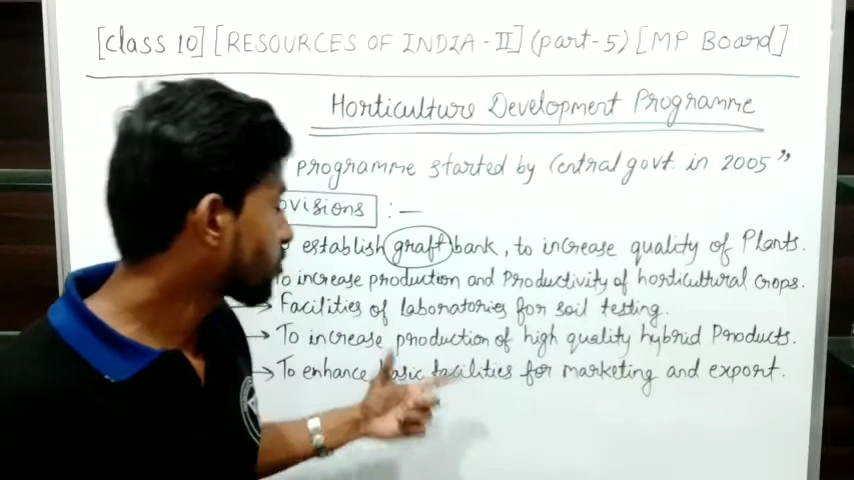 [Class 10] [RESOURCES OF INDIA - II] (part-5) [MP Board]
Horticulture Development Programme
programme started by Central govt. in 2005"
ovisions :—
establish graft bank, to increase quality of Plants.
To increase production and Productivity of horticultural Crops.
→ Facilities of laboratories for soil testing.
→ To increase production of high quality hybrid Products.
→ To enhance basic facilities for marketing and export.